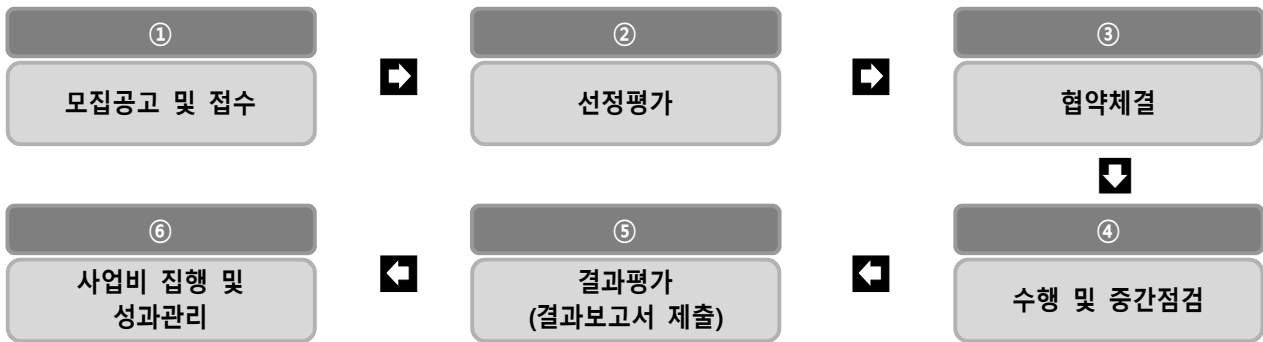 ①
모집공고 및 접수
②
선정평가
③
협약체결
④
수행 및 중간점검
⑤
결과평가
(결과보고서 제출)
⑥
사업비 집행 및
성과관리